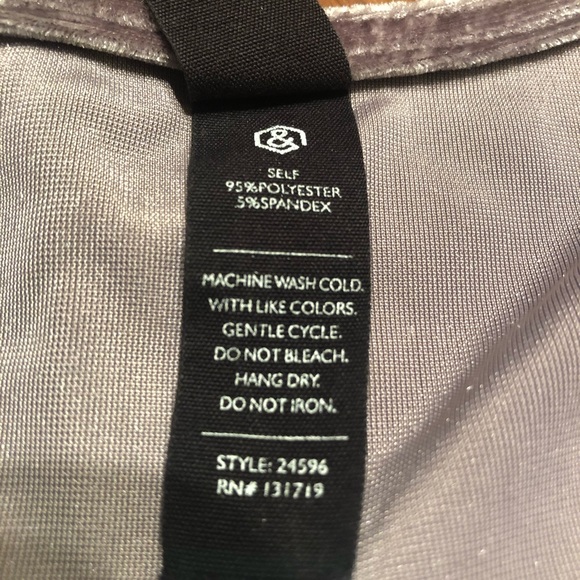 &
SELF
95%POLYESTER
5%SPANDEX
MACHINE WASH COLD.
WITH LIKE COLORS.
GENTLE CYCLE.
DO NOT BLEACH.
HANG DRY.
DO NOT IRON.
STYLE: 24596
RN# 131719